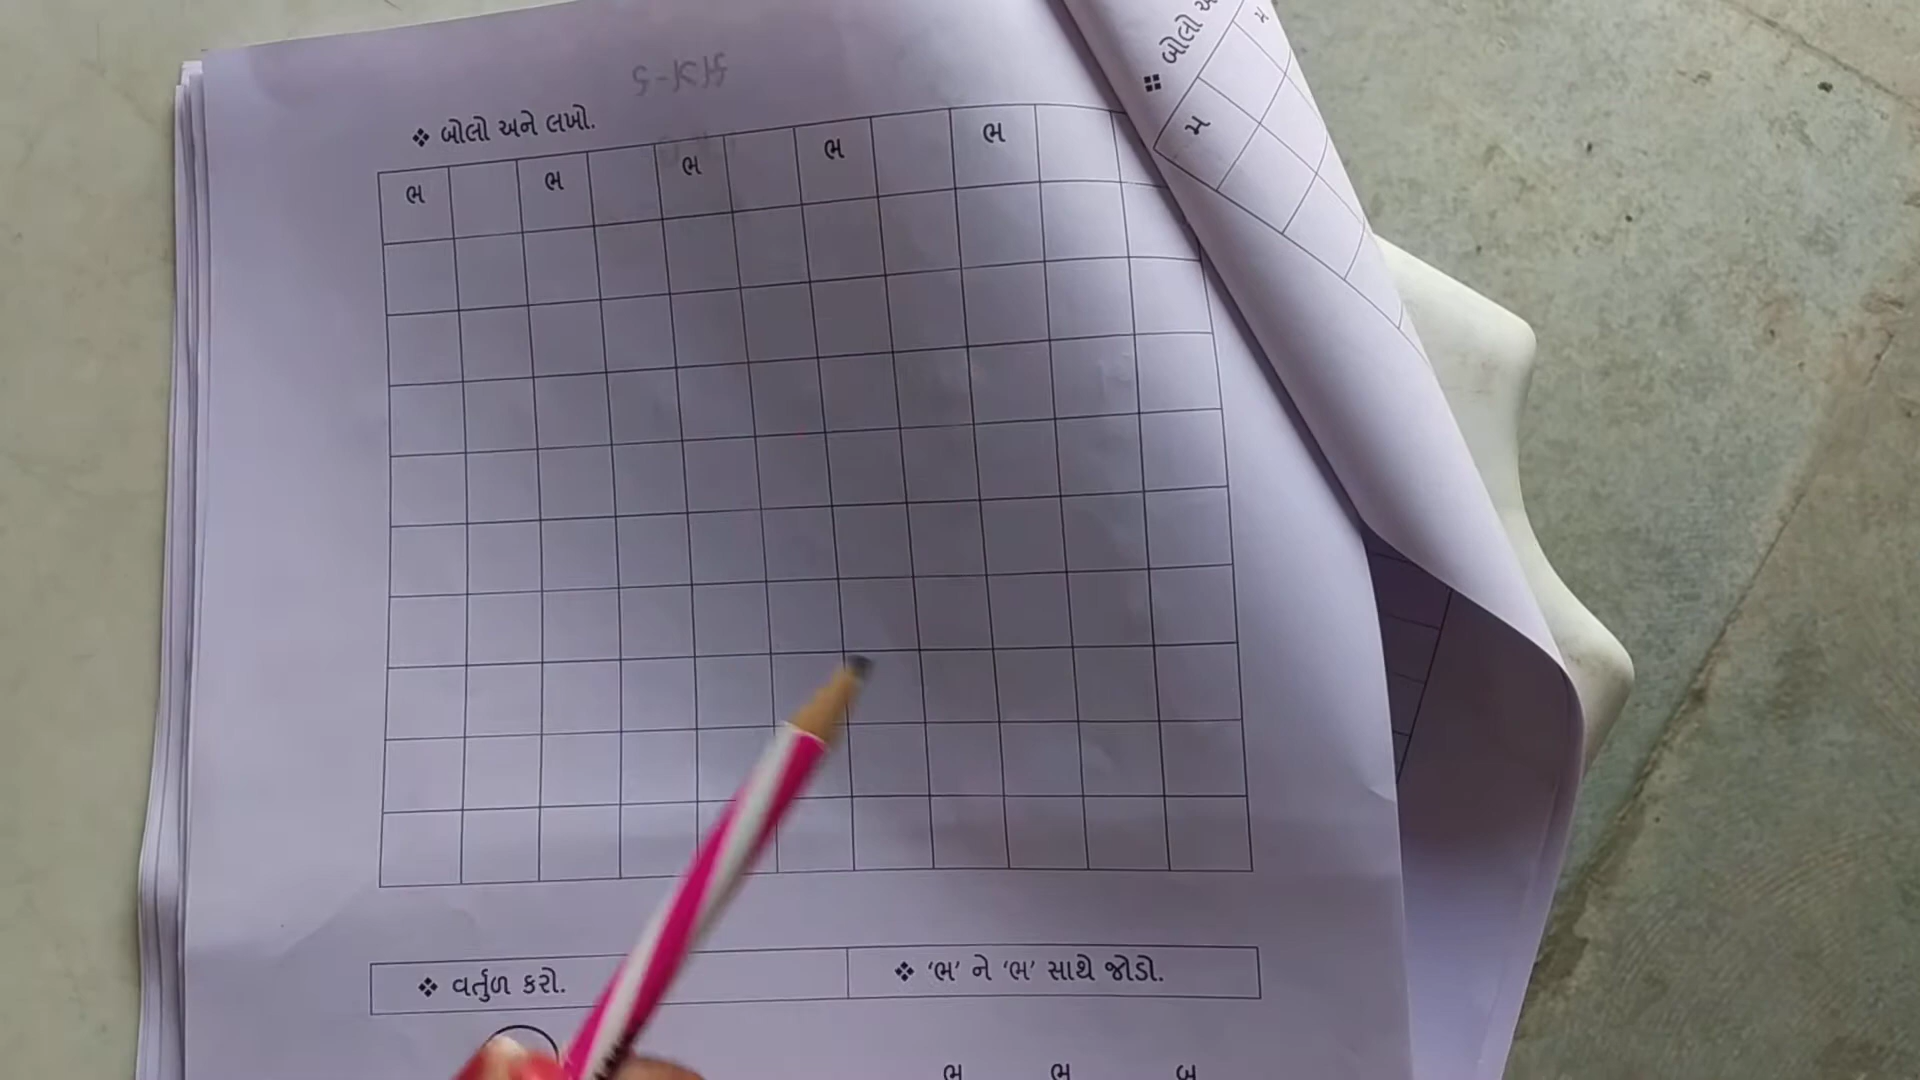 ❖ બોલો અને લખો.
ભ ભ ભ ભ ભ
❖ વર્તુળ કરો.
❖ ‘ભ’ ને ‘ભ’ સાથે જોડો.
ભ ભ બ
❖ બોલો
મ
મ